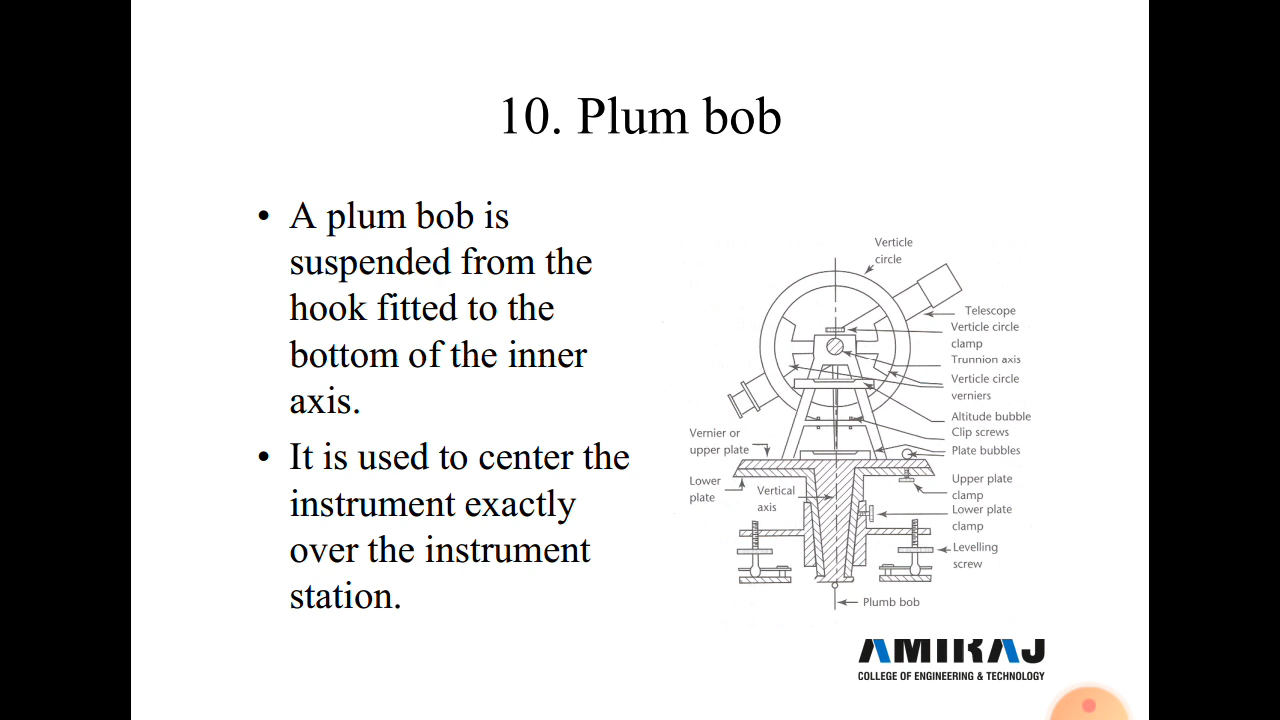 10. Plum bob
• A plum bob is
suspended from the
hook fitted to the
bottom of the inner
axis.
• It is used to center the
instrument exactly
over the instrument
station.
Verticle
circle
Telescope
Verticle circle
clamp
Trunnion axis
Verticle circle
verniers
Altitude bubble
Clip screws
Plate bubbles
Vernier or
upper plate
Lower
plate
Vertical
axis
Upper plate
clamp
Lower plate
clamp
Levelling
screw
Plumb bob
AMIRAJ
COLLEGE OF ENGINEERING & TECHNOLOGY